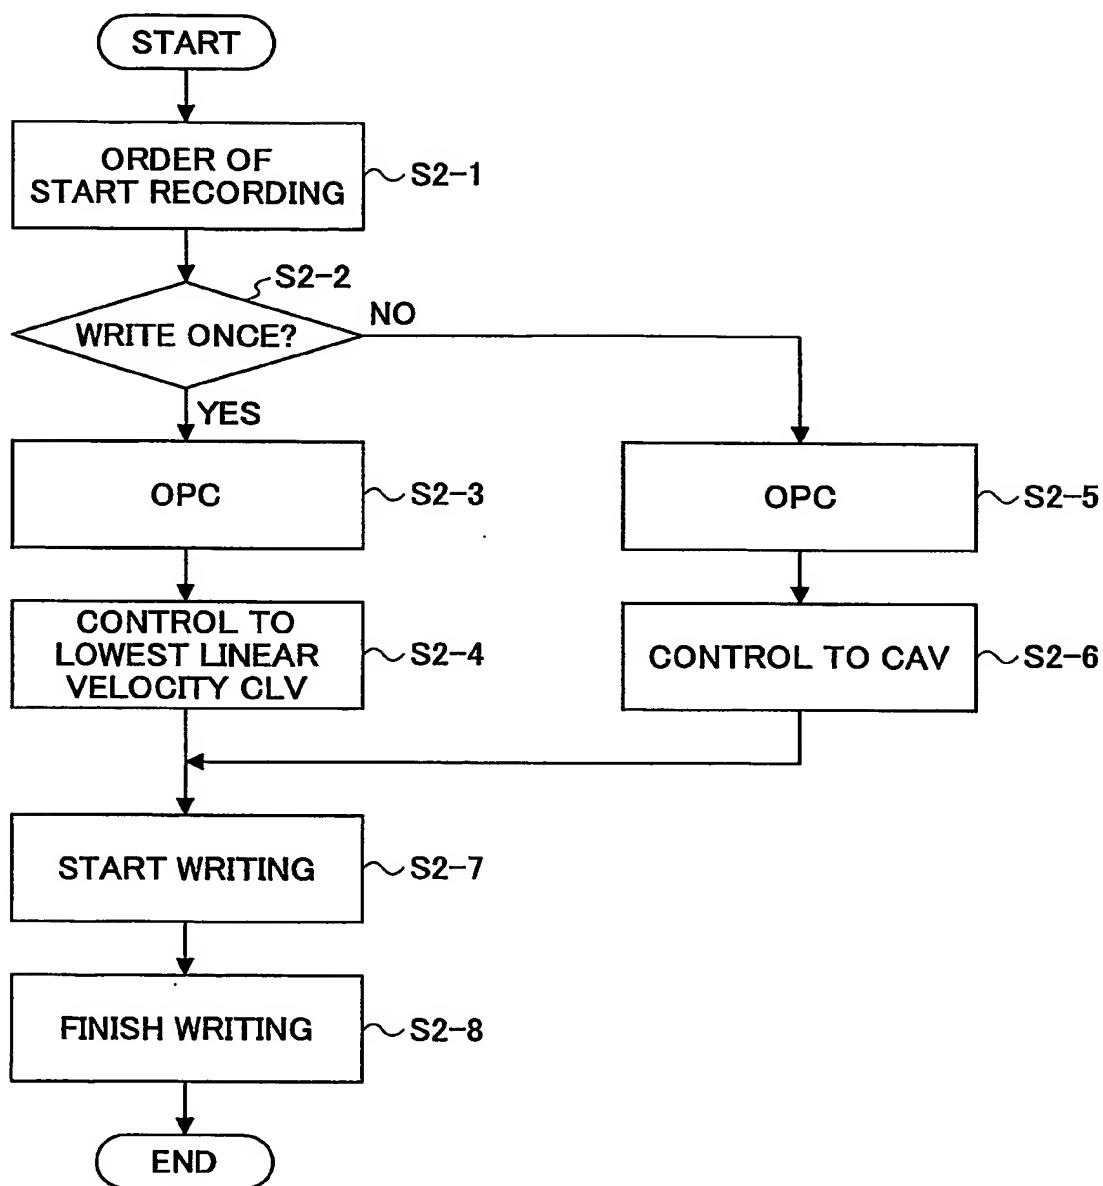 START
ORDER OF
START RECORDING
S2-1
S2-2
WRITE ONCE?
NO
YES
OPC
S2-3
OPC
S2-5
CONTROL TO
LOWEST LINEAR
VELOCITY CLV
S2-4
CONTROL TO CAV
S2-6
START WRITING
S2-7
FINISH WRITING
S2-8
END